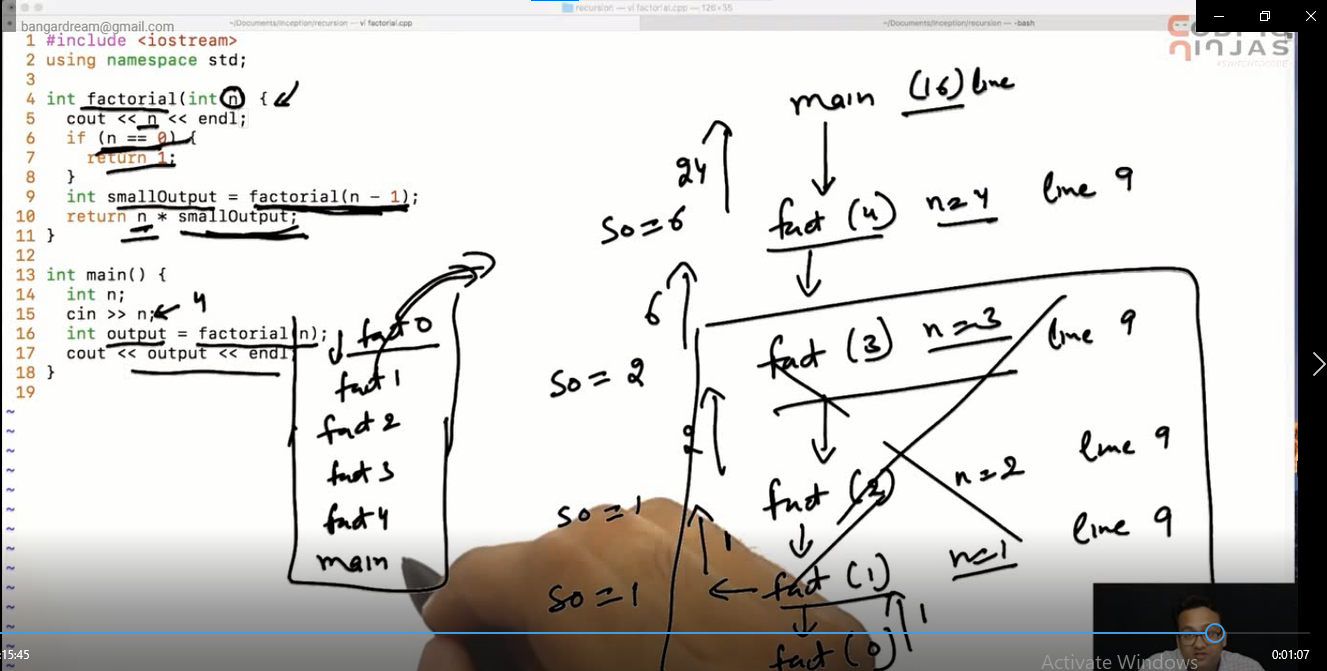 recursion — vi factorial.cpp — 126×35
~/Documents/Inception/recursion — vi factorial.cpp
~/Documents/Inception/recursion — -bash
bangardream@gmail.com
CODING
NINJAS
1 #include <iostream>
2 using namespace std;
3
4 int factorial(int n) {
5 cout << n << endl;
6 if (n == 0) {
7 return 1;
8 }
9 int smallOutput = factorial(n - 1);
10 return n * smallOutput;
11 }
12
13 int main() {
14 int n;
15 cin >> n; 4
16 int output = factorial(n);
17 cout << output << endl;
18 }
19
~
~
~
~
~
~
~
~
~
~
~
fact 0
fact 1
fact 2
fact 3
fact 4
main
main (16) line
24
so = 6 fact (4) n=4 line 9
6
so = 2 fact (3) n=3 line 9
2
so = 1 fact (2) n=2 line 9
1
so = 1 fact (1) n=1 line 9
1
fact (0)
Activate Windows
:15:45
0:01:07